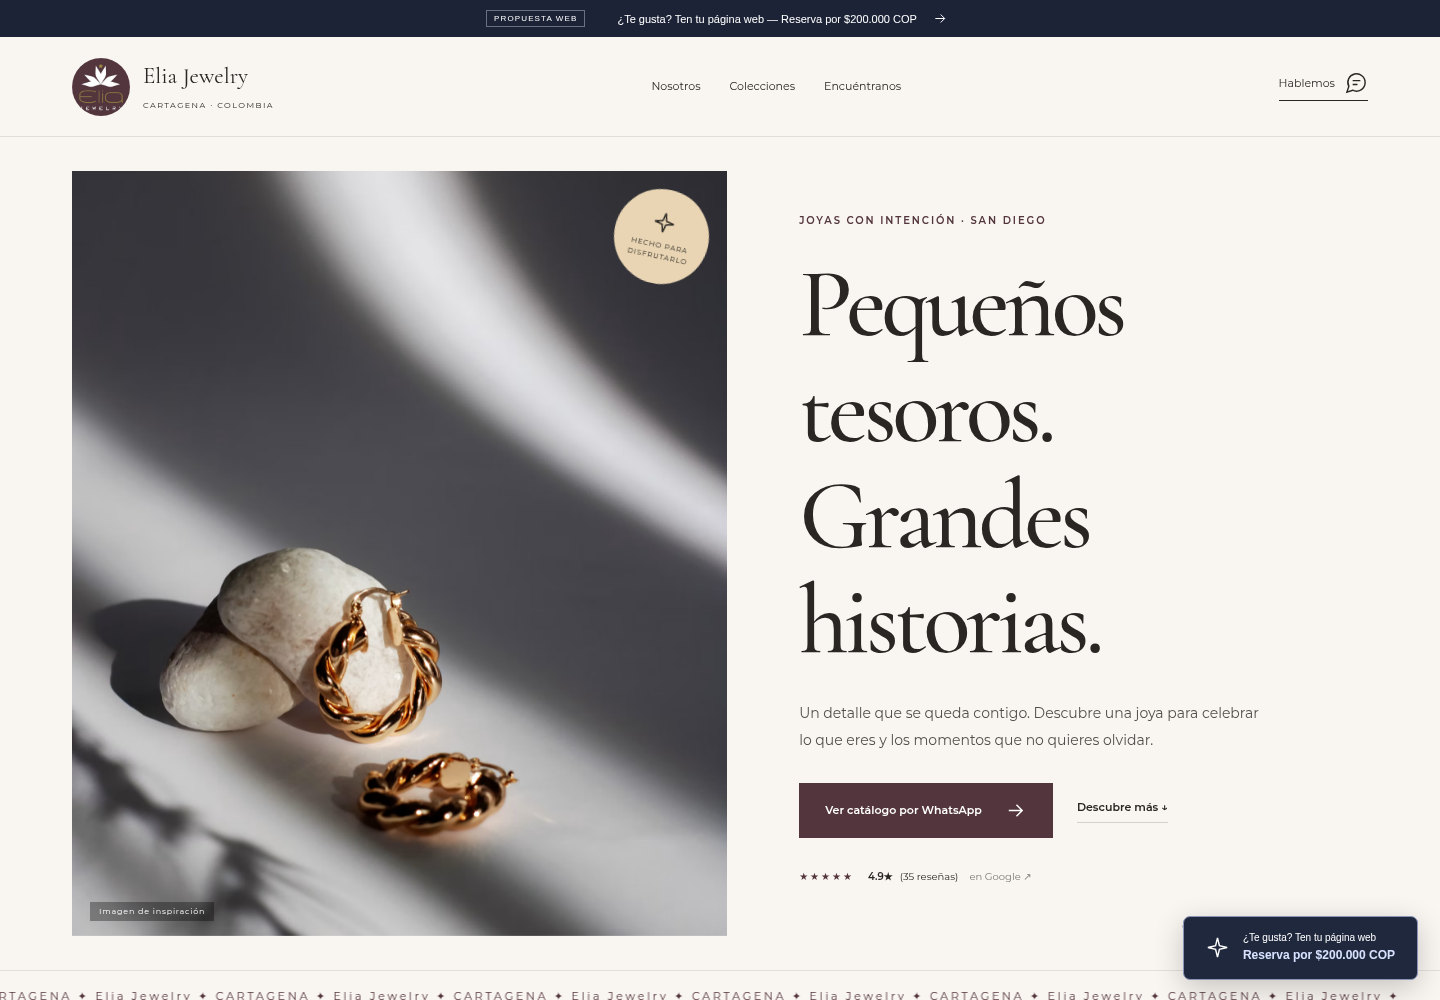 PROPUESTA WEB
¿Te gusta? Ten tu página web — Reserva por $200.000 COP →
Elia
JEWELRY
Elia Jewelry
CARTAGENA · COLOMBIA
Nosotros
Colecciones
Encuéntranos
Hablemos
HECHO PARA
DISFRUTARLO
Imagen de inspiración
JOYAS CON INTENCIÓN · SAN DIEGO
Pequeños
tesoros.
Grandes
historias.
Un detalle que se queda contigo. Descubre una joya para celebrar
lo que eres y los momentos que no quieres olvidar.
Ver catálogo por WhatsApp →
Descubre más ↓
★★★★★ 4.9★ (35 reseñas) en Google ↗
¿Te gusta? Ten tu página web
Reserva por $200.000 COP
RTAGENA ✦ Elia Jewelry ✦ CARTAGENA ✦ Elia Jewelry ✦ CARTAGENA ✦ Elia Jewelry ✦ CARTAGENA ✦ Elia Jewelry ✦ CARTAGENA ✦ Elia Jewelry ✦ CARTAGENA ✦ Elia Jewelry ✦